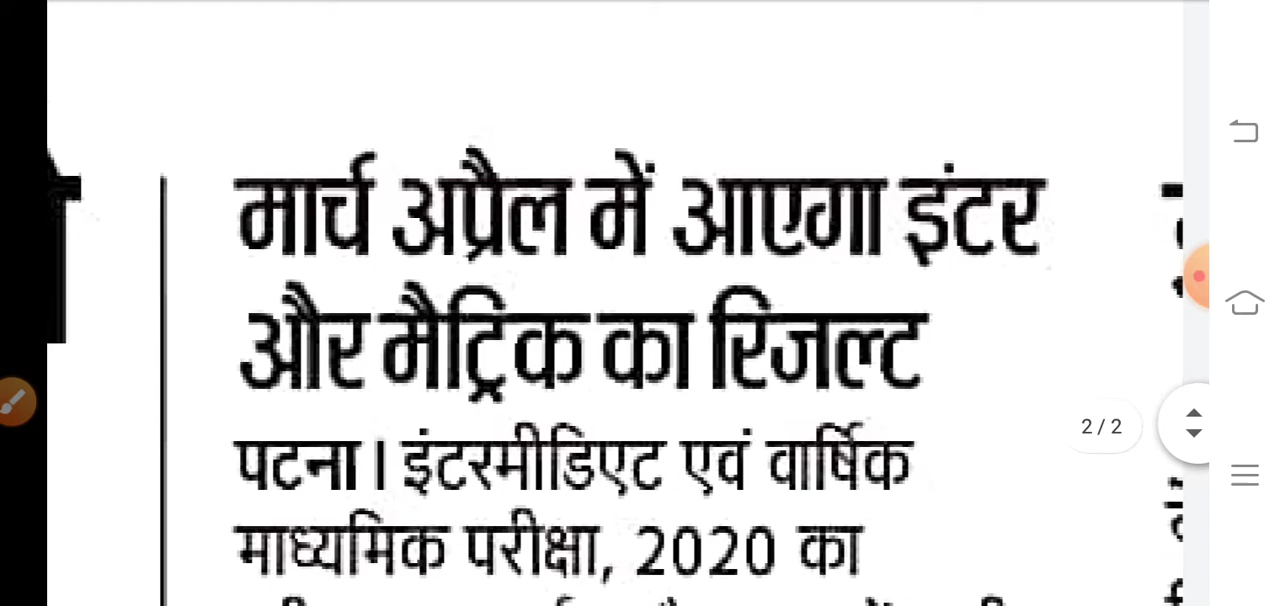 मार्च अप्रैल में आएगा इंटर
और मैट्रिक का रिजल्ट
पटना। इंटरमीडिएट एवं वार्षिक
माध्यमिक परीक्षा, 2020 का
2 / 2